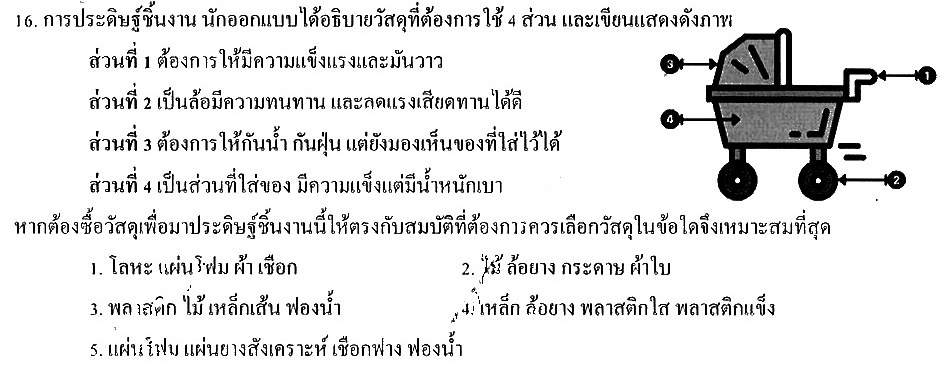 16. การประดิษฐ์ชิ้นงาน นักออกแบบได้อธิบายวัสดุที่ต้องการใช้ 4 ส่วน และเขียนแสดงดังภาพ
ส่วนที่ 1 ต้องการให้มีความแข็งแรงและมันวาว
ส่วนที่ 2 เป็นล้อมีความทนทาน และลดแรงเสียดทานได้ดี
ส่วนที่ 3 ต้องการให้กันน้ำ กันฝุ่น แต่ยังมองเห็นของที่ใส่ไว้ได้
ส่วนที่ 4 เป็นส่วนที่ใส่ของ มีความแข็งแต่มีน้ำหนักเบา
3
1
4
2
หากต้องซื้อวัสดุเพื่อมาประดิษฐ์ชิ้นงานนี้ให้ตรงกับสมบัติที่ต้องการควรเลือกวัสดุในข้อใดจึงเหมาะสมที่สุด
1. โลหะ แผ่นโฟม ผ้า เชือก
2. ไม้ ล้อยาง กระดาษ ผ้าใบ
3. พลาสติก ไม้ เหล็กเส้น ฟองน้ำ
4. เหล็ก ล้อยาง พลาสติกใส พลาสติกแข็ง
5. แผ่นโฟม แผ่นยางสังเคราะห์ เชือกฟาง ฟองน้ำ